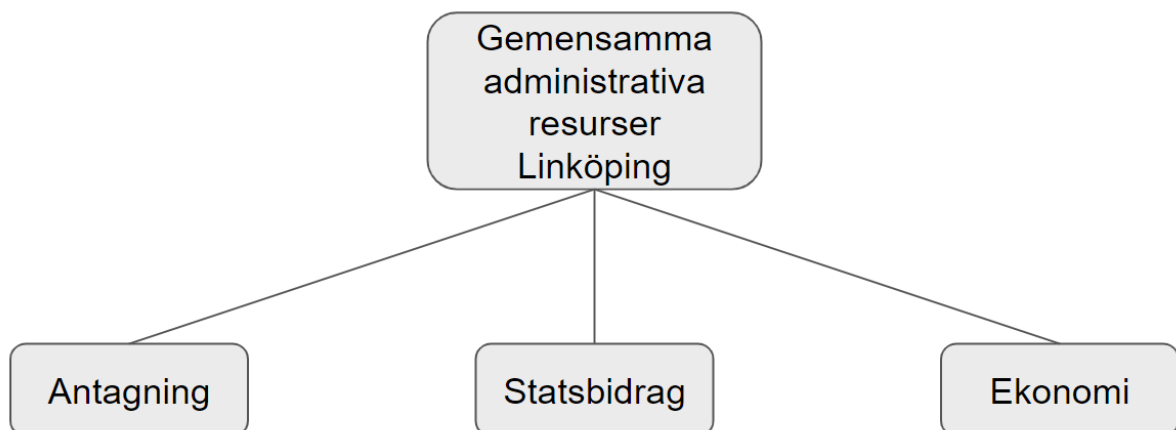 Gemensamma
administrativa
resurser
Linköping
Antagning
Statsbidrag
Ekonomi